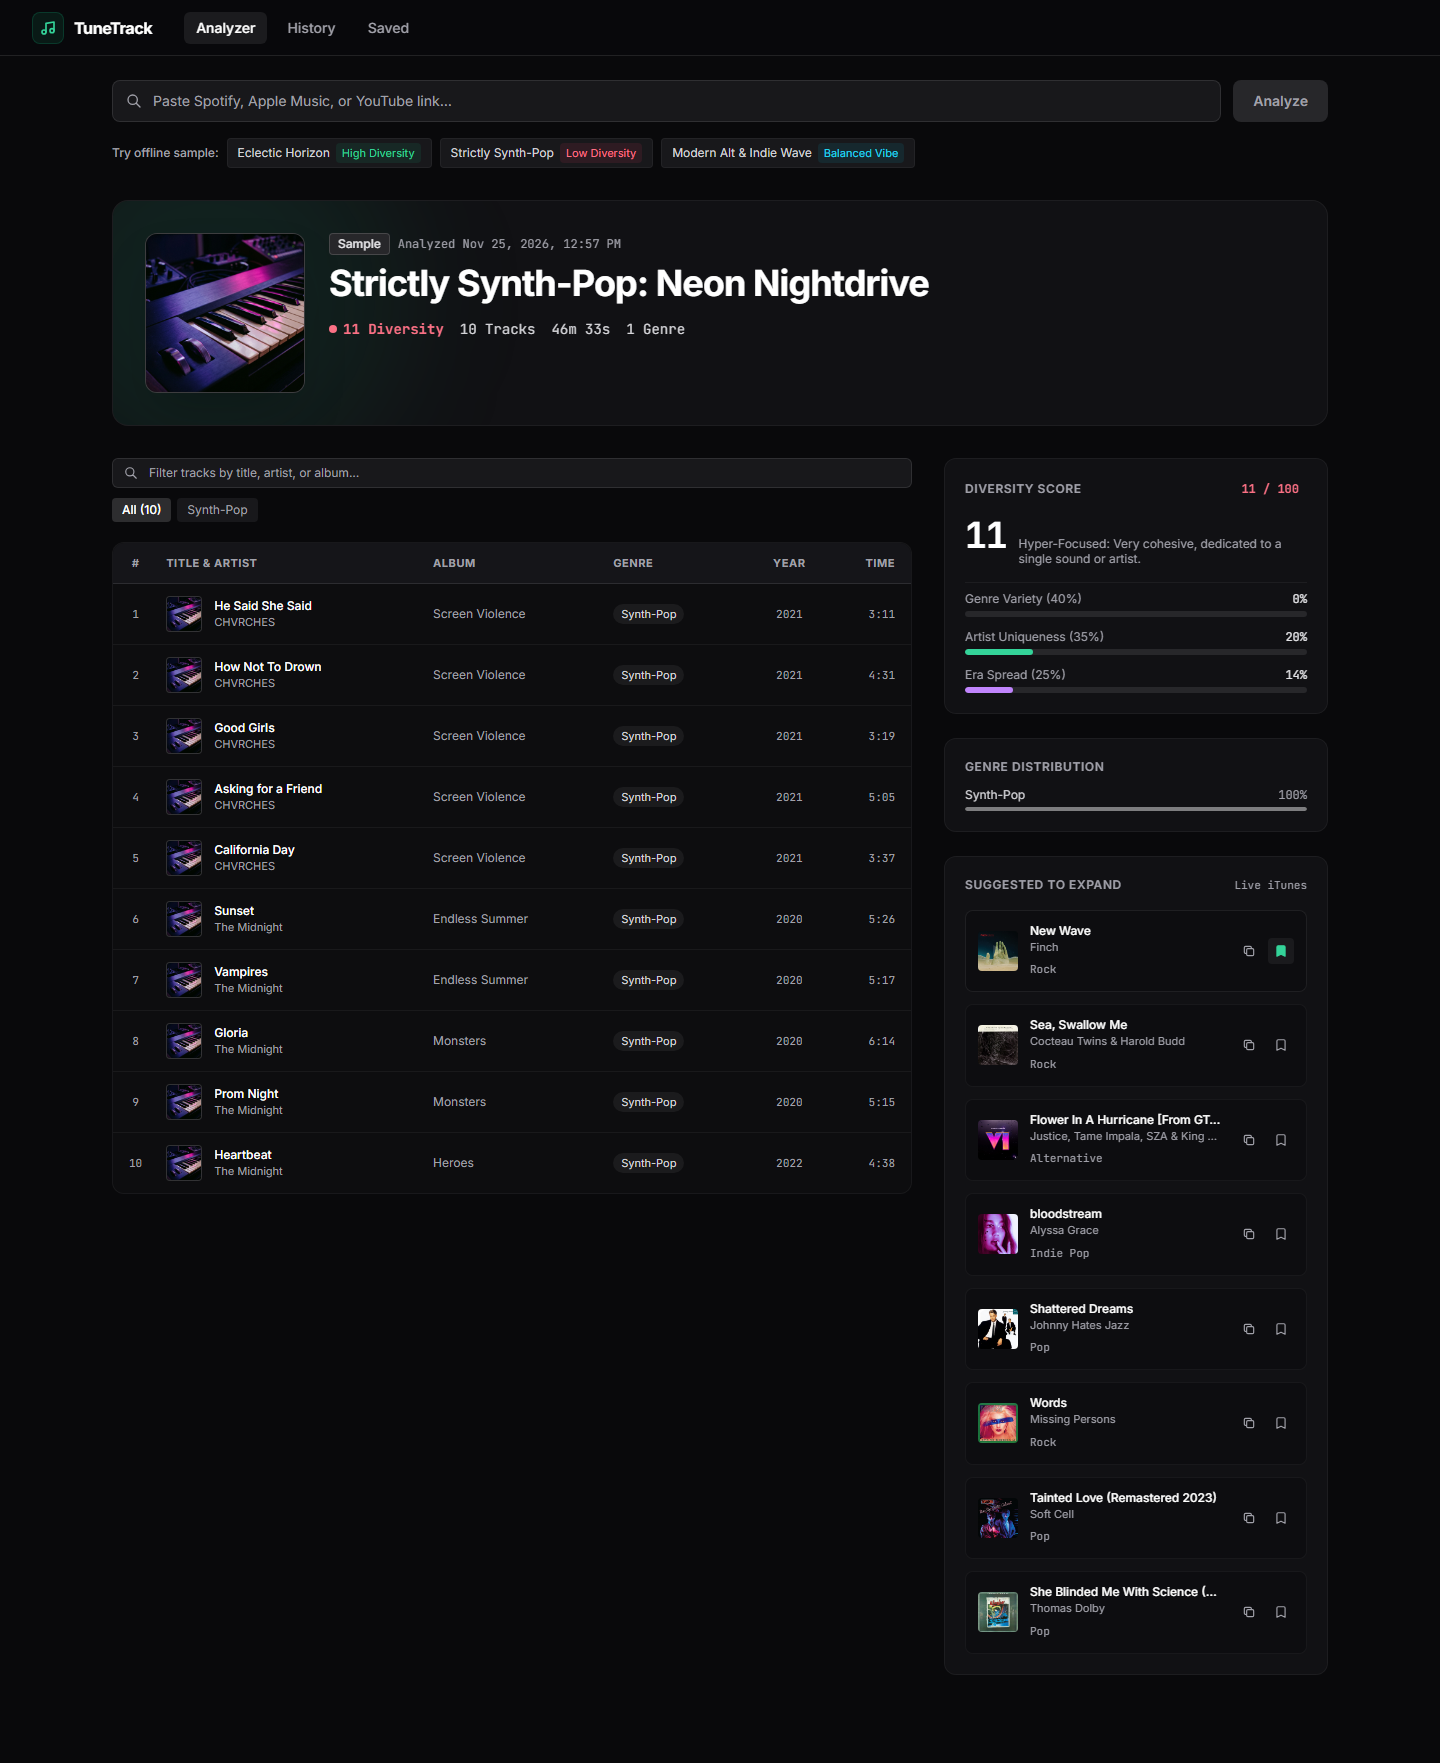 TuneTrack
Analyzer
History
Saved
Paste Spotify, Apple Music, or YouTube link...
Analyze
Try offline sample:
Eclectic Horizon High Diversity
Strictly Synth-Pop Low Diversity
Modern Alt & Indie Wave Balanced Vibe
Sample Analyzed Nov 25, 2026, 12:57 PM
Strictly Synth-Pop: Neon Nightdrive
11 Diversity 10 Tracks 46m 33s 1 Genre
Filter tracks by title, artist, or album...
All (10) Synth-Pop
# TITLE & ARTIST ALBUM GENRE YEAR TIME
1 He Said She Said Screen Violence Synth-Pop 2021 3:11
CHVRCHES
2 How Not To Drown Screen Violence Synth-Pop 2021 4:31
CHVRCHES
3 Good Girls Screen Violence Synth-Pop 2021 3:19
CHVRCHES
4 Asking for a Friend Screen Violence Synth-Pop 2021 5:05
CHVRCHES
5 California Day Screen Violence Synth-Pop 2021 3:37
CHVRCHES
6 Sunset Endless Summer Synth-Pop 2020 5:26
The Midnight
7 Vampires Endless Summer Synth-Pop 2020 5:17
The Midnight
8 Gloria Monsters Synth-Pop 2020 6:14
The Midnight
9 Prom Night Monsters Synth-Pop 2020 5:15
The Midnight
10 Heartbeat Heroes Synth-Pop 2022 4:38
The Midnight
DIVERSITY SCORE 11 / 100
11 Hyper-Focused: Very cohesive, dedicated to a
single sound or artist.
Genre Variety (40%) 0%
Artist Uniqueness (35%) 20%
Era Spread (25%) 14%
GENRE DISTRIBUTION
Synth-Pop 100%
SUGGESTED TO EXPAND Live iTunes
New Wave
Finch
Rock
Sea, Swallow Me
Cocteau Twins & Harold Budd
Rock
Flower In A Hurricane [From GT...
Justice, Tame Impala, SZA & King ...
Alternative
bloodstream
Alyssa Grace
Indie Pop
Shattered Dreams
Johnny Hates Jazz
Pop
Words
Missing Persons
Rock
Tainted Love (Remastered 2023)
Soft Cell
Pop
She Blinded Me With Science (...
Thomas Dolby
Pop